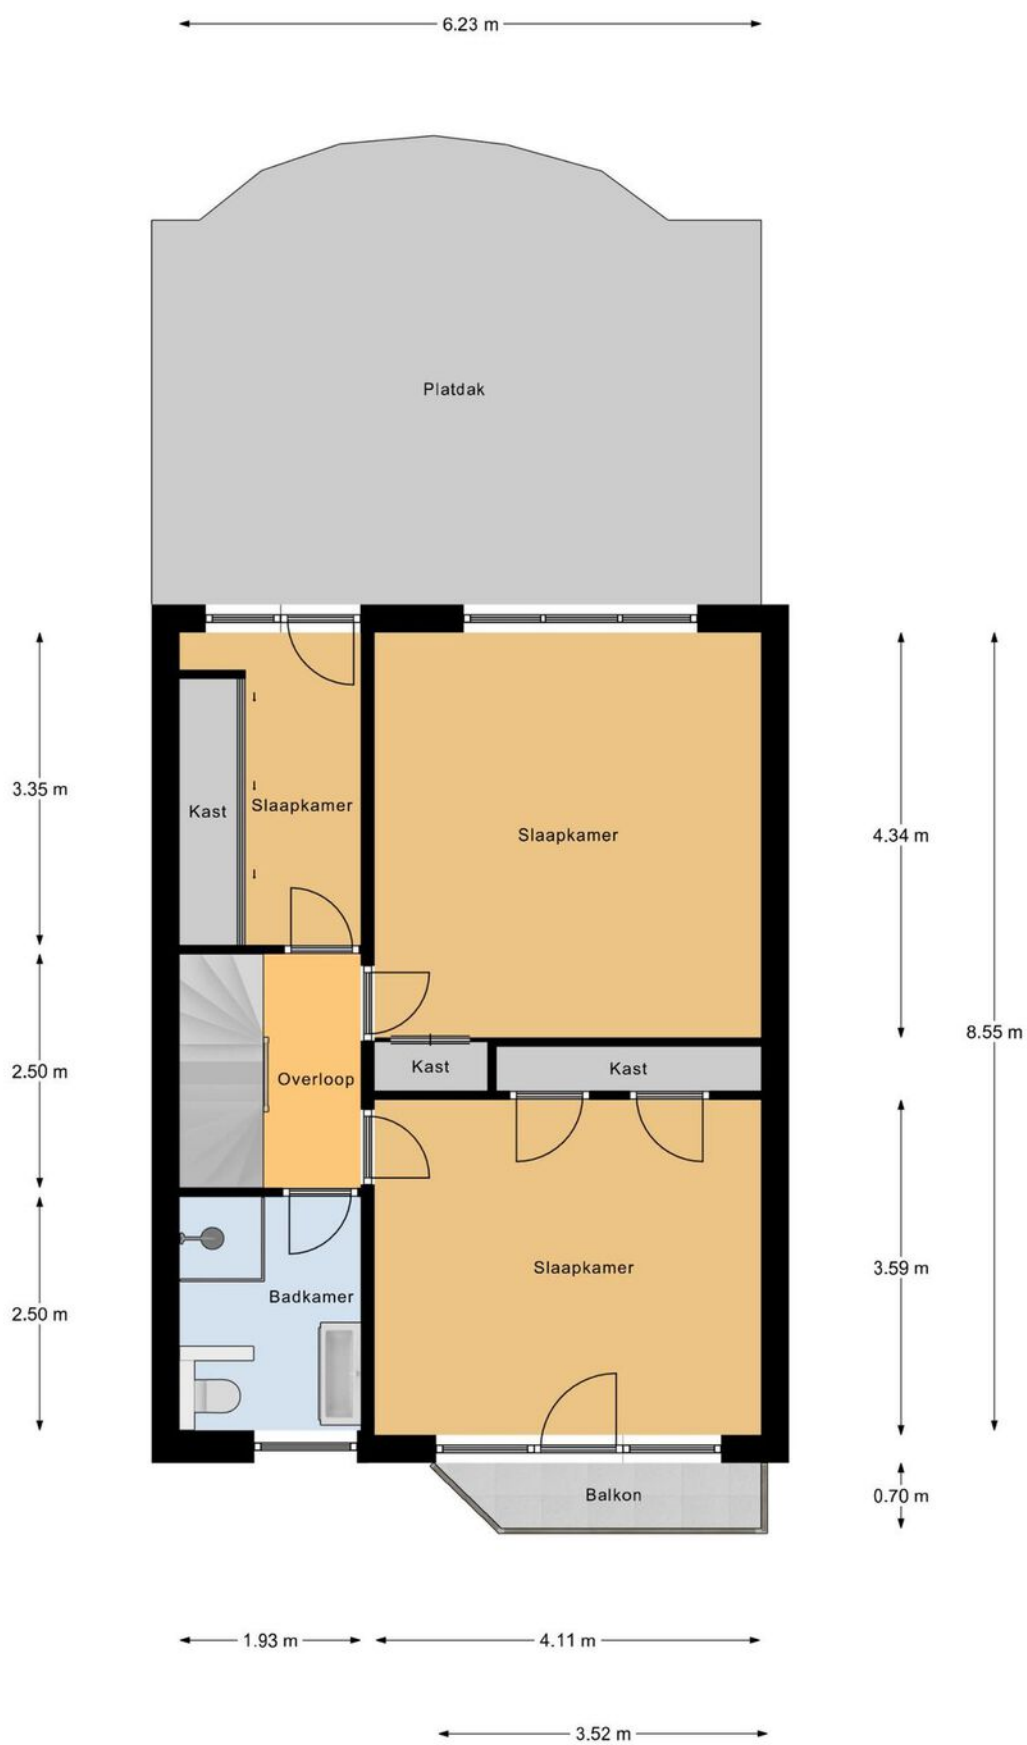 6.23 m
Platdak
3.35 m
Kast
Slaapkamer
Slaapkamer
4.34 m
8.55 m
2.50 m
Overloop
Kast
Kast
2.50 m
Badkamer
Slaapkamer
3.59 m
Balkon
0.70 m
1.93 m
4.11 m
3.52 m